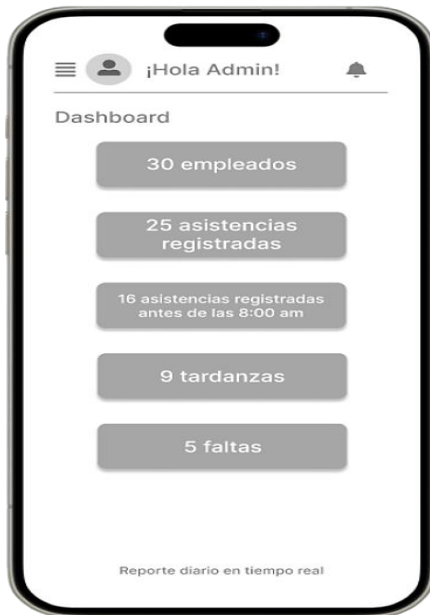 ¡Hola Admin!
Dashboard
30 empleados
25 asistencias
registradas
16 asistencias registradas
antes de las 8:00 am
9 tardanzas
5 faltas
Reporte diario en tiempo real